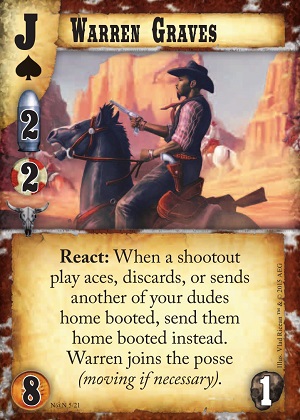 J
WARREN GRAVES
2
2
React: When a shootout
play aces, discards, or sends
another of your dudes
home booted, send them
home booted instead.
Warren joins the posse
(moving if necessary).
8
1